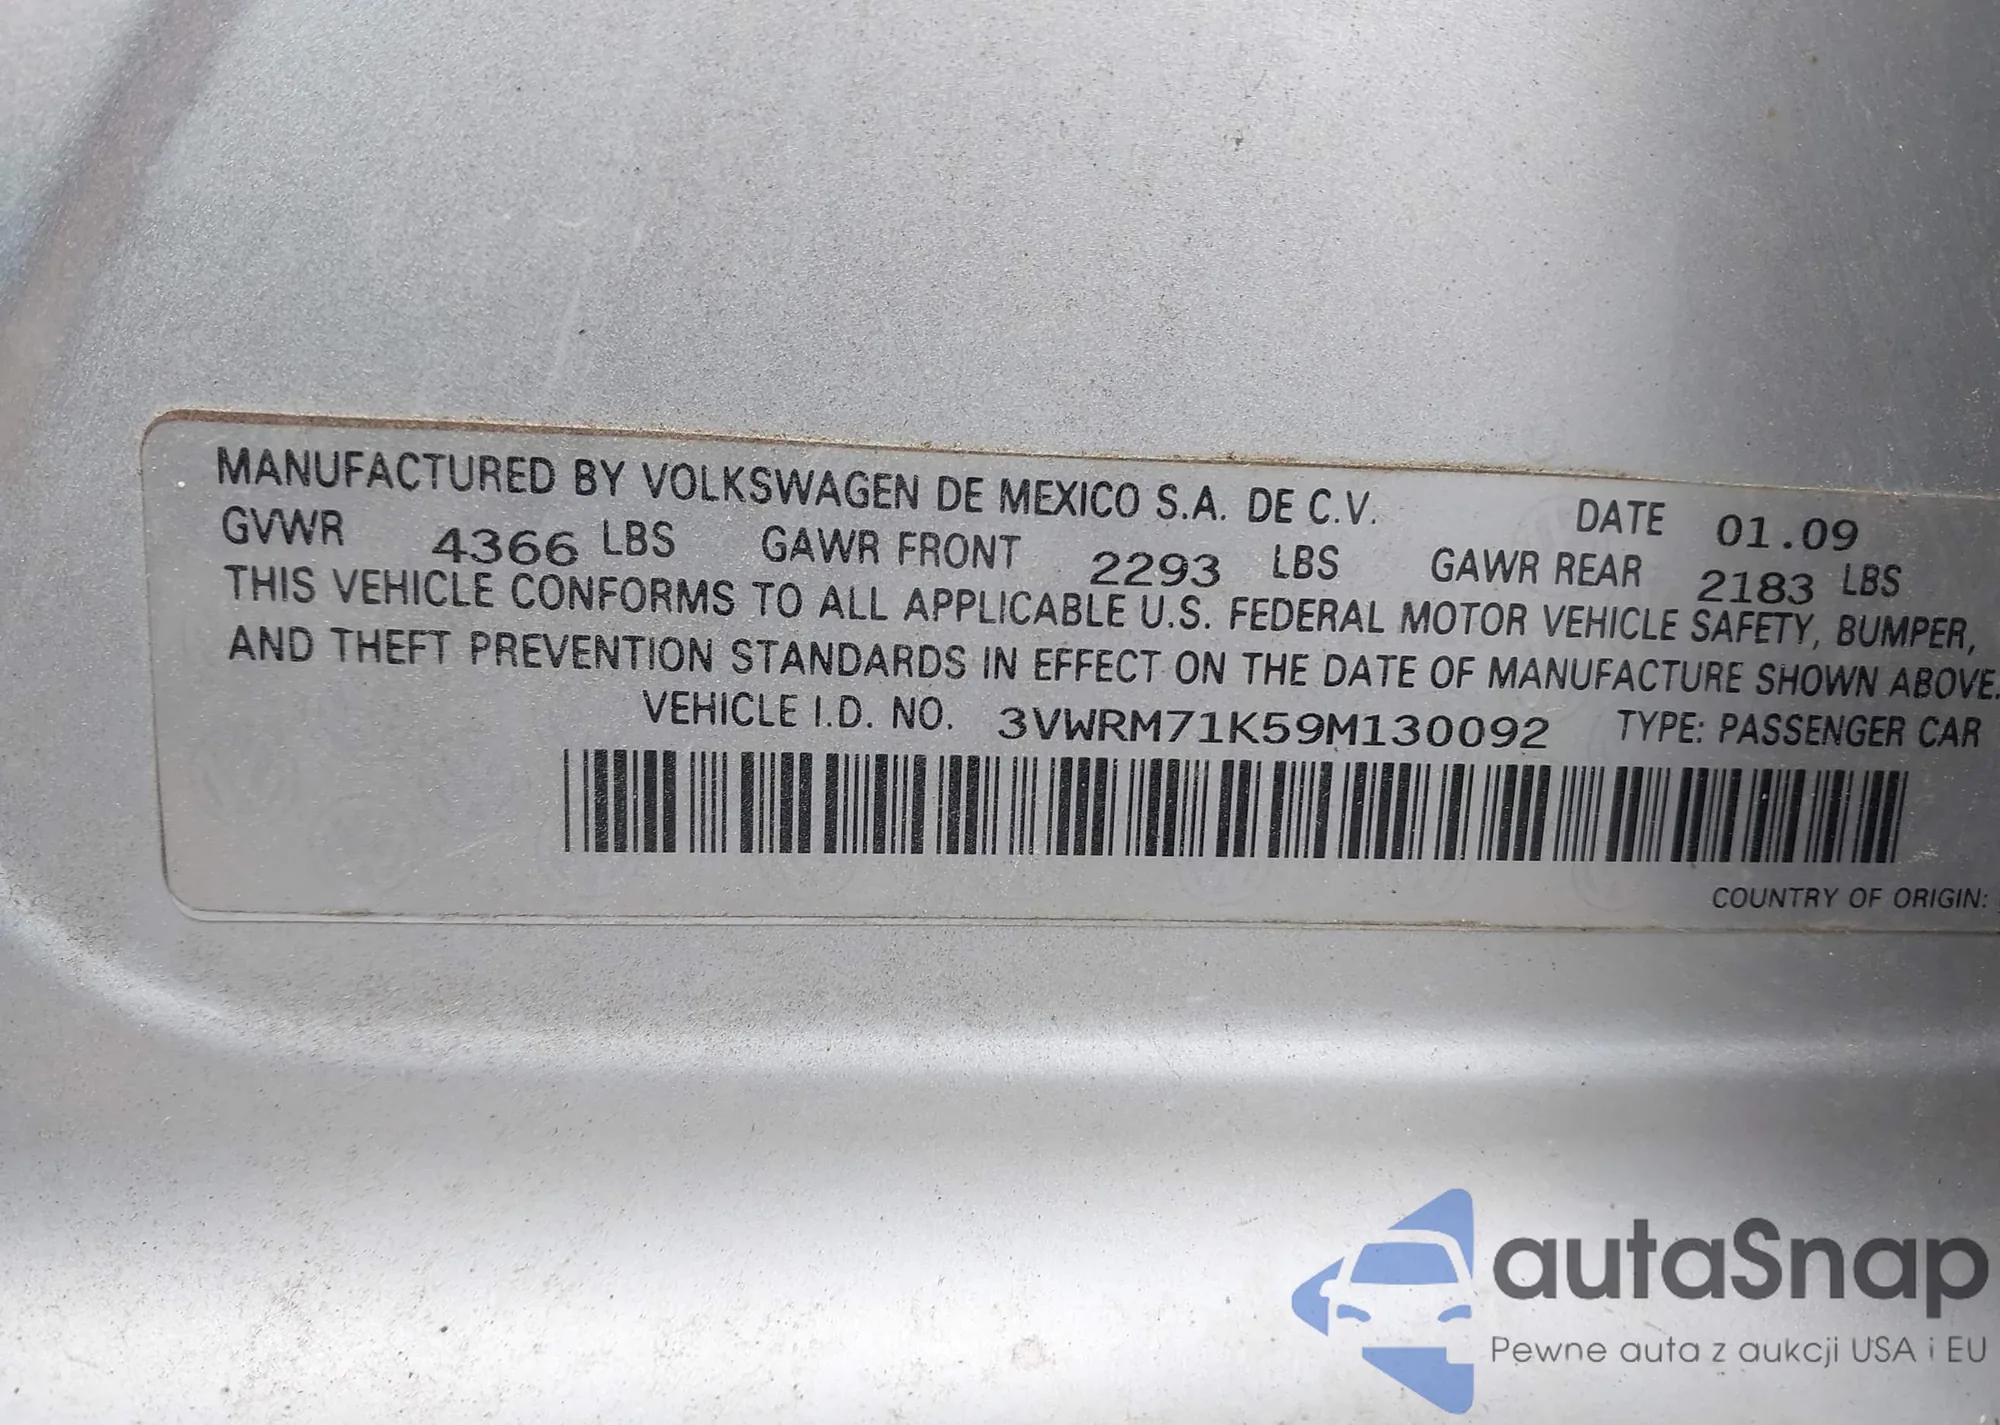 MANUFACTURED BY VOLKSWAGEN DE MEXICO S.A. DE C.V. DATE 01.09
GVWR 4366 LBS GAWR FRONT 2293 LBS GAWR REAR 2183 LBS
THIS VEHICLE CONFORMS TO ALL APPLICABLE U.S. FEDERAL MOTOR VEHICLE SAFETY, BUMPER,
AND THEFT PREVENTION STANDARDS IN EFFECT ON THE DATE OF MANUFACTURE SHOWN ABOVE.
VEHICLE I.D. NO. 3VWRM71K59M130092 TYPE: PASSENGER CAR
COUNTRY OF ORIGIN:
autaSnap
Pewne auta z aukcji USA i EU